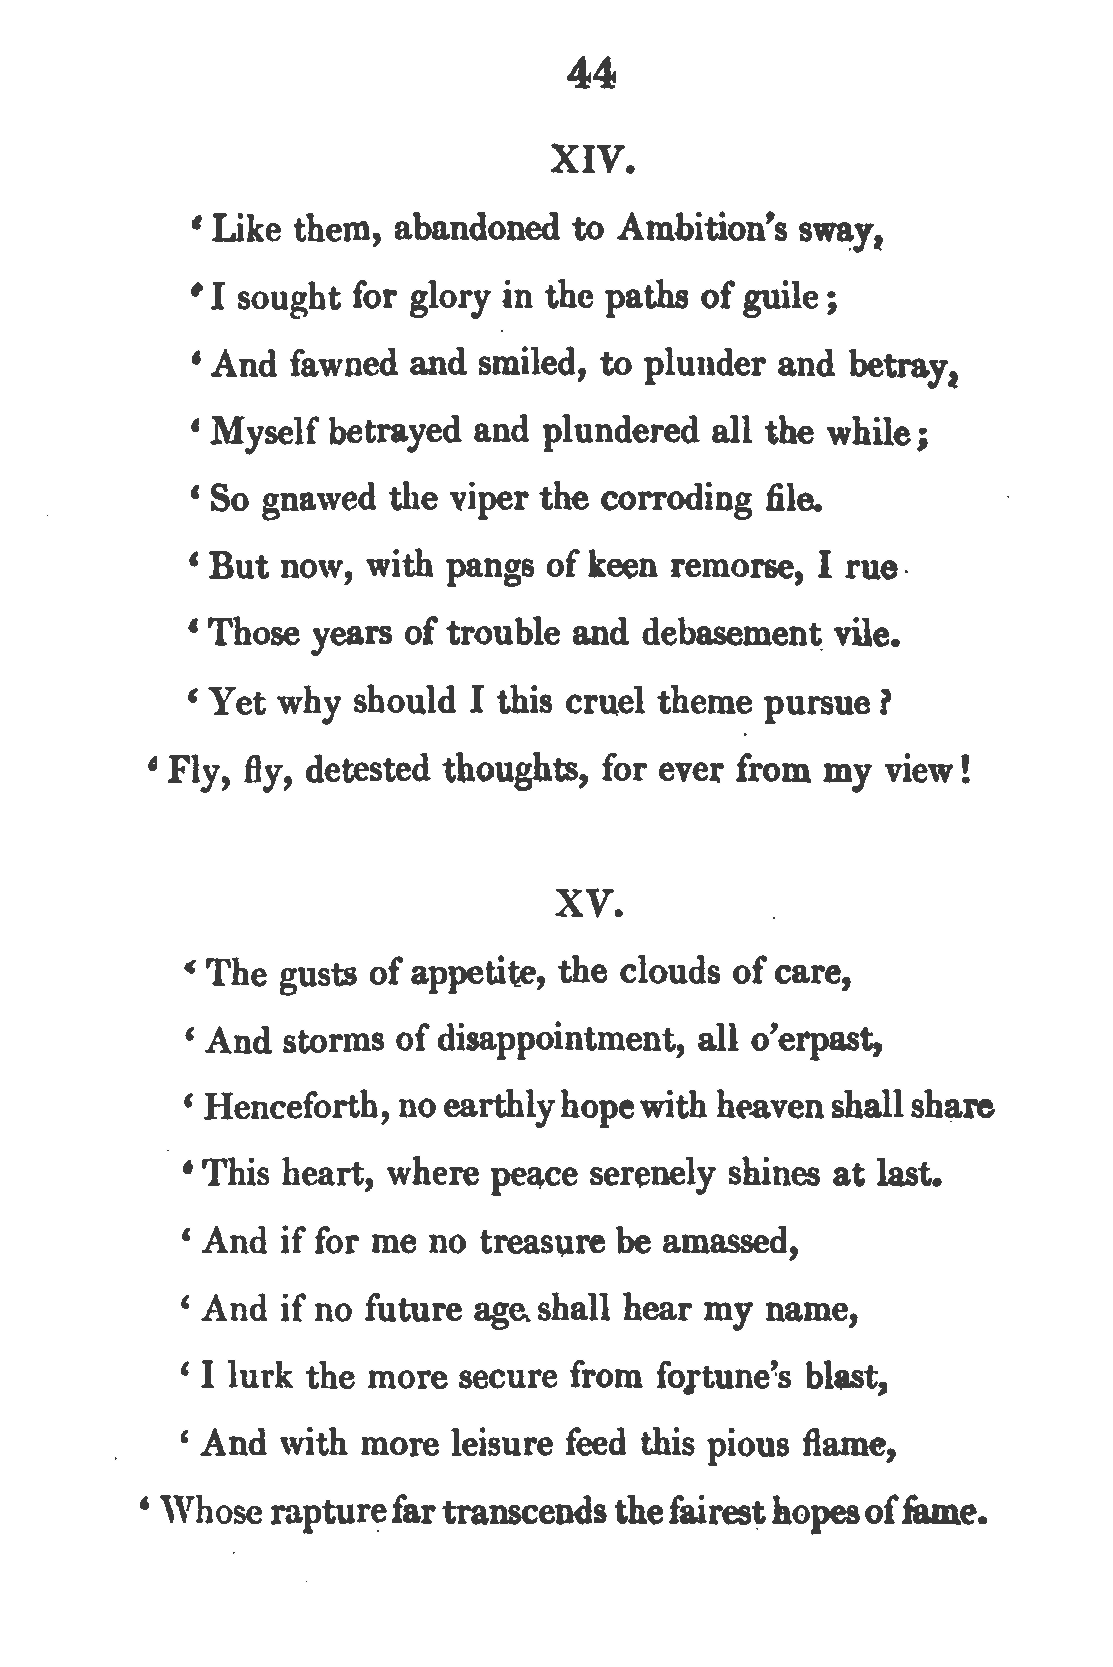 44
XIV.
‘ Like them, abandoned to Ambition’s sway,
‘ I sought for glory in the paths of guile ;
‘ And fawned and smiled, to plunder and betray,
‘ Myself betrayed and plundered all the while ;
‘ So gnawed the viper the corroding file.
‘ But now, with pangs of keen remorse, I rue
‘ Those years of trouble and debasement vile.
‘ Yet why should I this cruel theme pursue ?
‘ Fly, fly, detested thoughts, for ever from my view !
XV.
‘ The gusts of appetite, the clouds of care,
‘ And storms of disappointment, all o’erpast,
‘ Henceforth, no earthly hope with heaven shall share
‘ This heart, where peace serenely shines at last.
‘ And if for me no treasure be amassed,
‘ And if no future age shall hear my name,
‘ I lurk the more secure from fortune’s blast,
‘ And with more leisure feed this pious flame,
‘ Whose rapture far transcends the fairest hopes of fame.